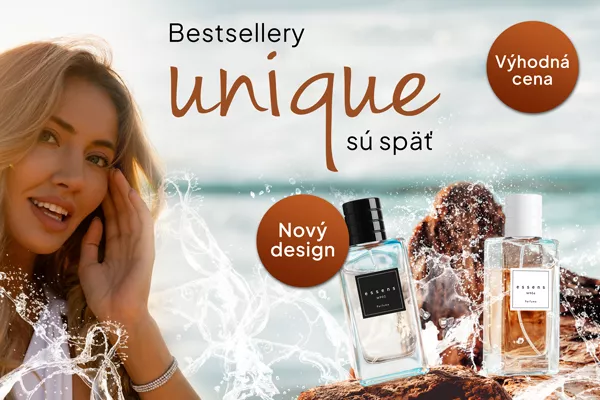 Bestsellery
unique
sú späť
Výhodná
cena
Nový
design
essens
essens